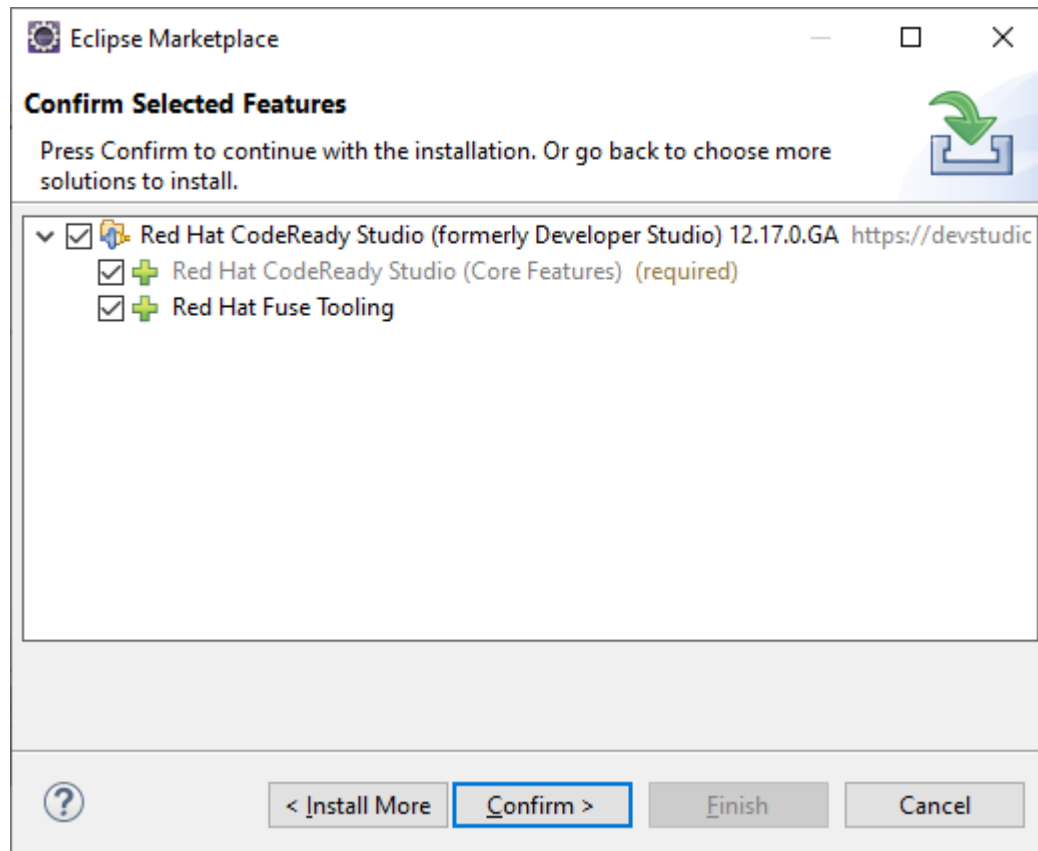 Eclipse Marketplace
Confirm Selected Features
Press Confirm to continue with the installation. Or go back to choose more
solutions to install.
Red Hat CodeReady Studio (formerly Developer Studio) 12.17.0.GA https://devstudic
Red Hat CodeReady Studio (Core Features) (required)
Red Hat Fuse Tooling
?
< Install More
Confirm >
Finish
Cancel